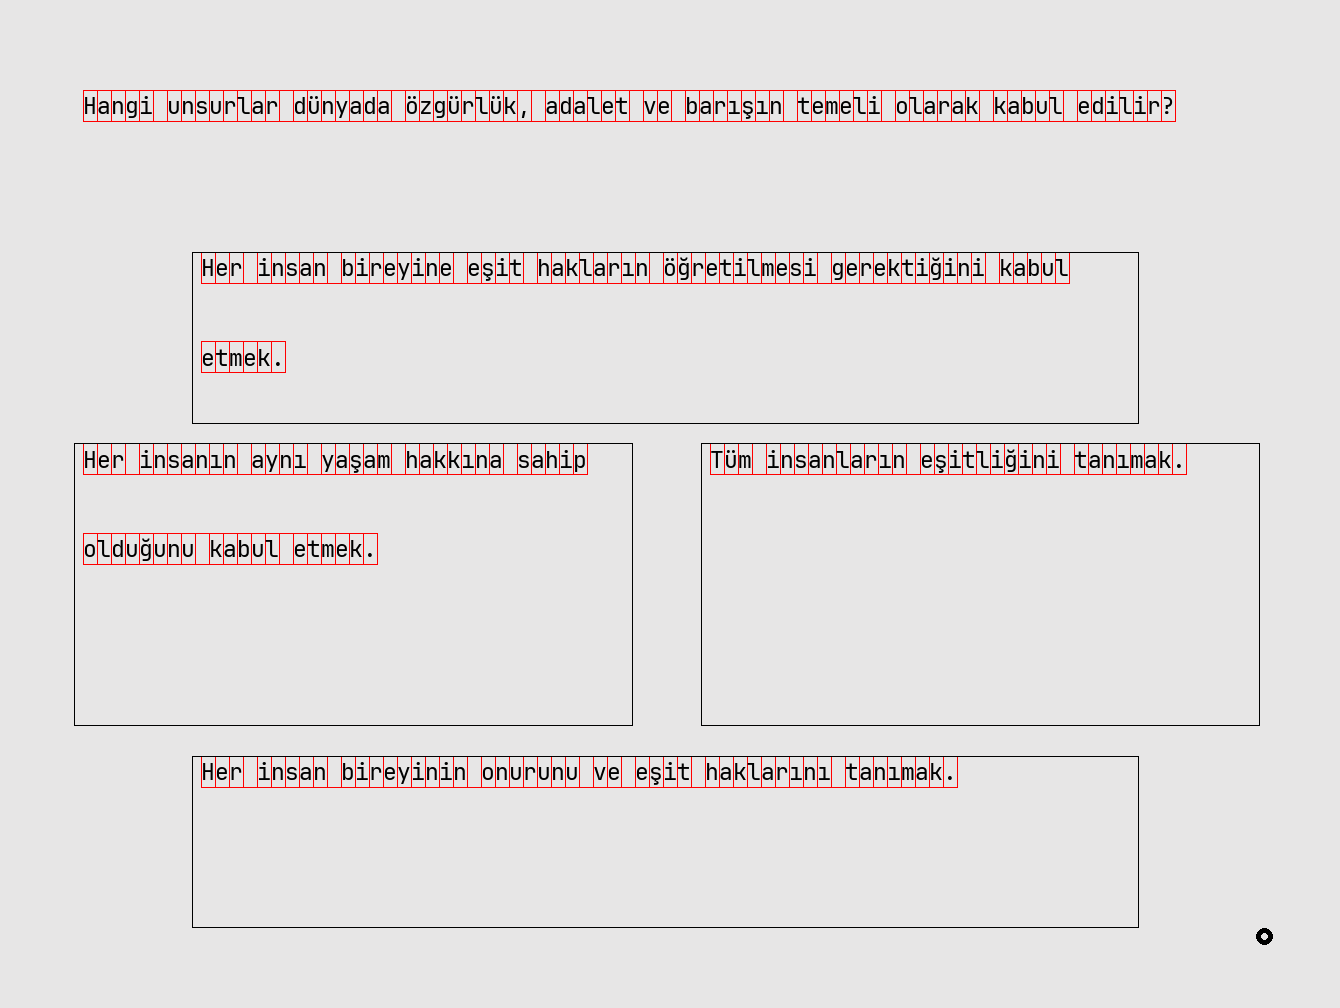 Hangi unsurlar dünyada özgürlük, adalet ve barışın temeli olarak kabul edilir?
Her insan bireyine eşit hakların öğretilmesi gerektiğini kabul
etmek.
Her insanın aynı yaşam hakkına sahip
olduğunu kabul etmek.
Tüm insanların eşitliğini tanımak.
Her insan bireyinin onurunu ve eşit haklarını tanımak.